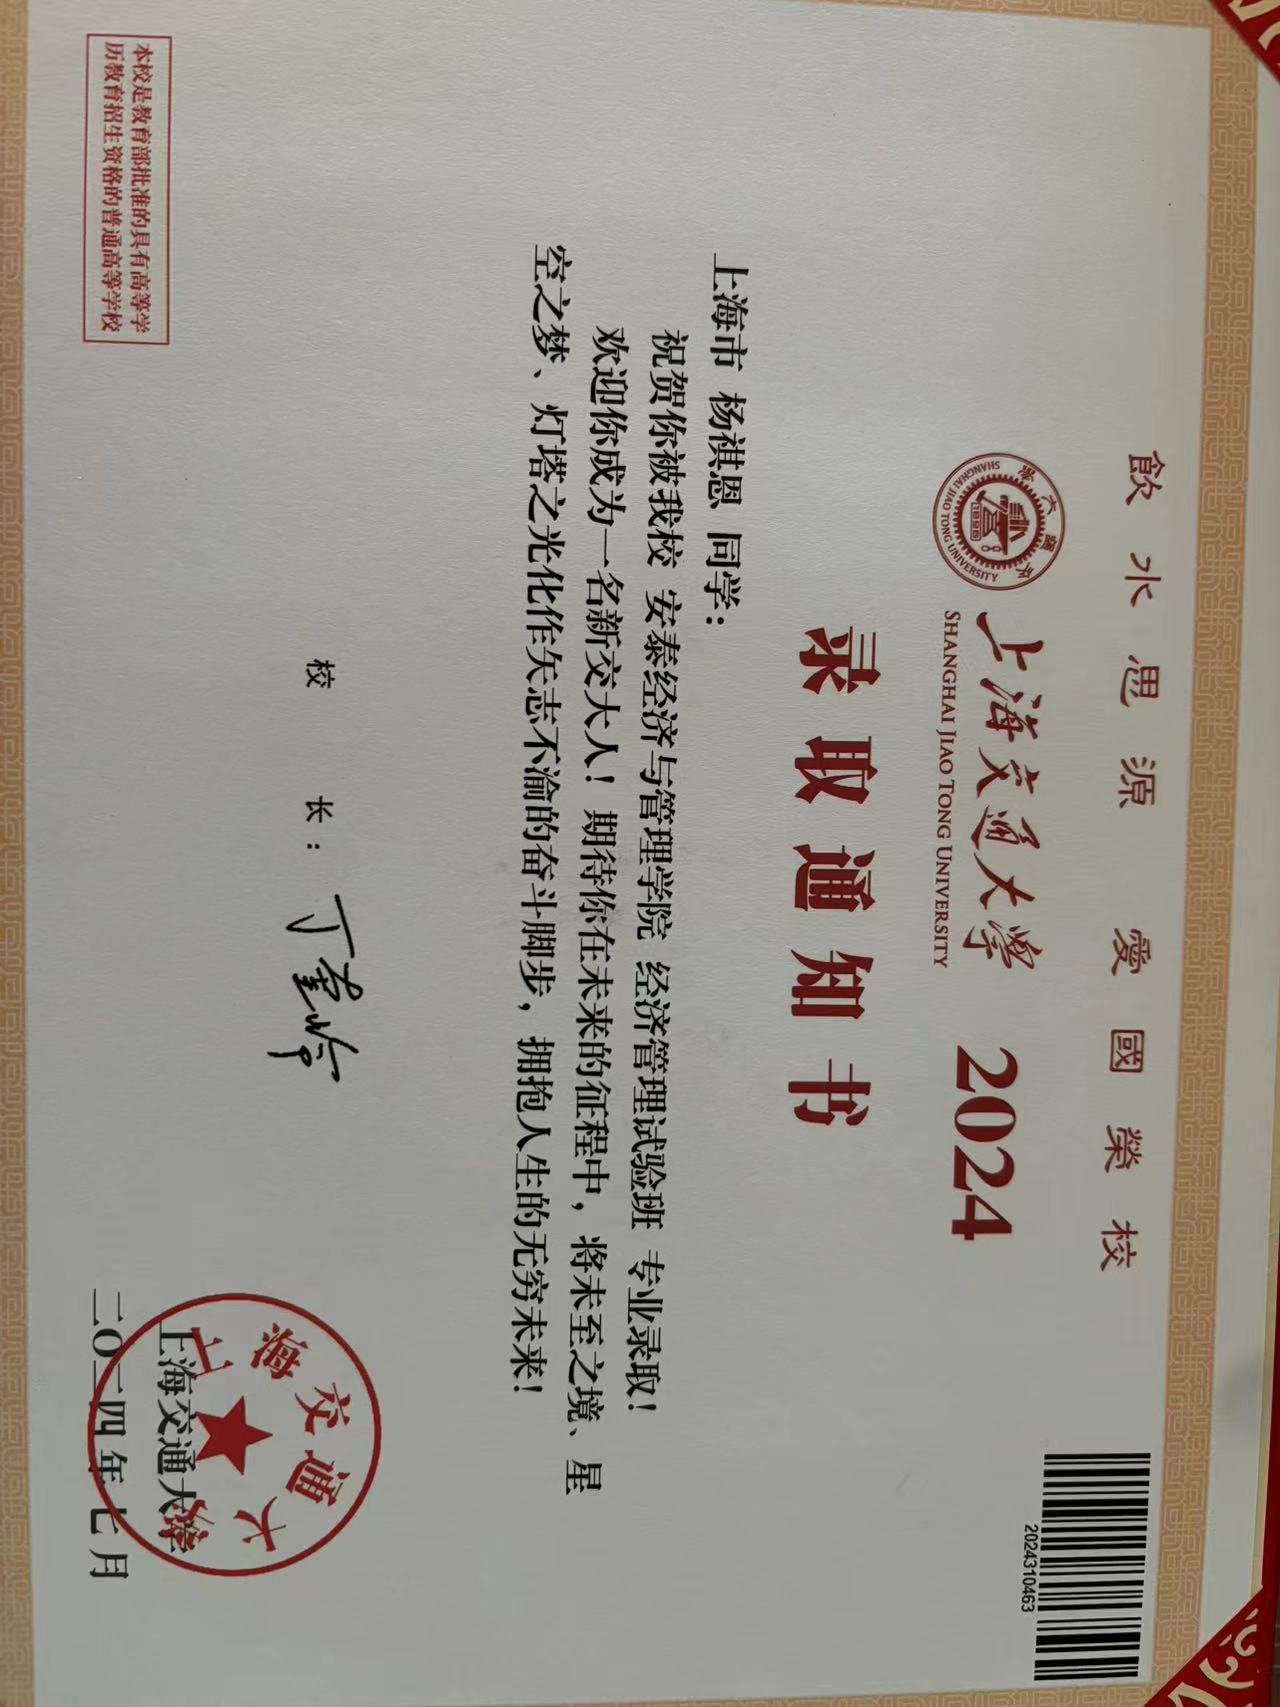 飲水思源 愛國榮校
上海交通大學 2024
SHANGHAI JIAO TONG UNIVERSITY
2024310463
录取通知书
上海市 杨祺恩 同学：
祝贺你被我校 安泰经济与管理学院 经济管理试验班 专业录取！
欢迎你成为一名新交大人！期待你在未来的征程中，将未至之境、星
空之梦、灯塔之光化作矢志不渝的奋斗脚步，拥抱人生的无穷未来！
校 长：丁奎岭
上海交通大学
二〇二四年七月
上海交通大学
本校是教育部批准的具有高等学
历教育招生资格的普通高等学校